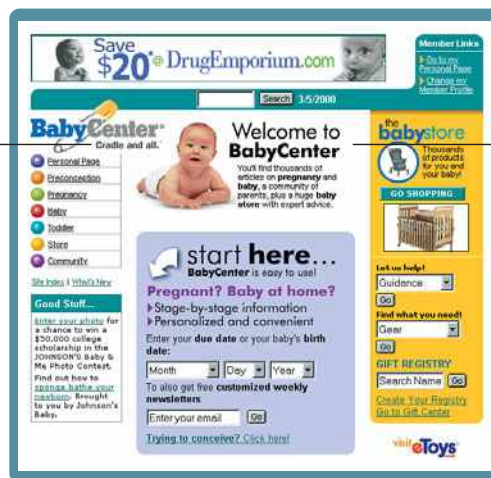 Save
$20*@ DrugEmporium.com
Member Links
Go to my
Personal Page
Change my
Member Profile
Search 3/5/2000
BabyCenter®
Cradle and all.™
Personal Page
Preconception
Pregnancy
Baby
Toddler
Store
Community
Site Index | What's New
Good Stuff...
Enter your photo for
a chance to win a
$30,000 college
scholarship in the
JOHNSON'S Baby &
Me Photo Contest.
Find out how to
sponge bathe your
newborn. Brought
to you by Johnson's
Baby.
Welcome to
BabyCenter
You'll find thousands of
articles on pregnancy and
baby, a community of
parents, plus a huge baby
store with expert advice.
start here...
BabyCenter is easy to use!
Pregnant? Baby at home?
Stage-by-stage information
Personalized and convenient
Enter your due date or your baby's birth
date:
Month Day Year
To also get free customized weekly
newsletters
Enter your email Go
Trying to conceive? Click here!
the
babystore
Thousands
of products
for you and
your baby!
GO SHOPPING
Let us help!
Guidance
Go
Find what you need!
Gear
Go
GIFT REGISTRY
Search Name Go
Create Your Registry
Go to Gift Center
visit eToys